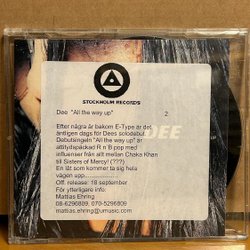 STOCKHOLM RECORDS
Dee "All the way up"
2
DEE
Efter några år bakom E-Type är det
äntligen dags för Dees solodebut.
Debutsingeln "All the way up" är
attitydspäckad R n´B pop med
influenser från allt mellan Chaka Khan
till Sisters of Mercy! (???)
En låt som kommer ta sig hela
vägen upp...............
Off. release: 18 september
För ytterligare info:
Mattias Ehring
08-6296809, 070-5296809
mattias.ehring@umusic.com